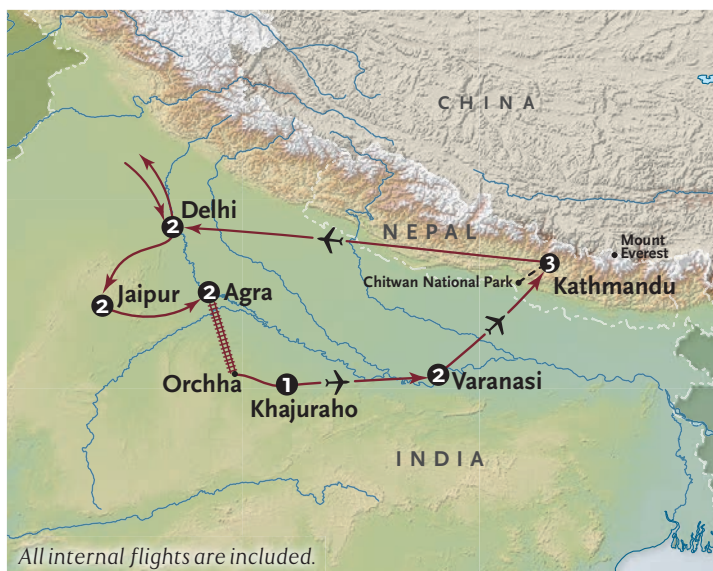 CHINA
Delhi
2
NEPAL
Mount
Everest
3
Kathmandu
Chitwan National Park
2
Jaipur
2
Agra
Orchha
1
Khajuraho
2
Varanasi
INDIA
All internal flights are included.